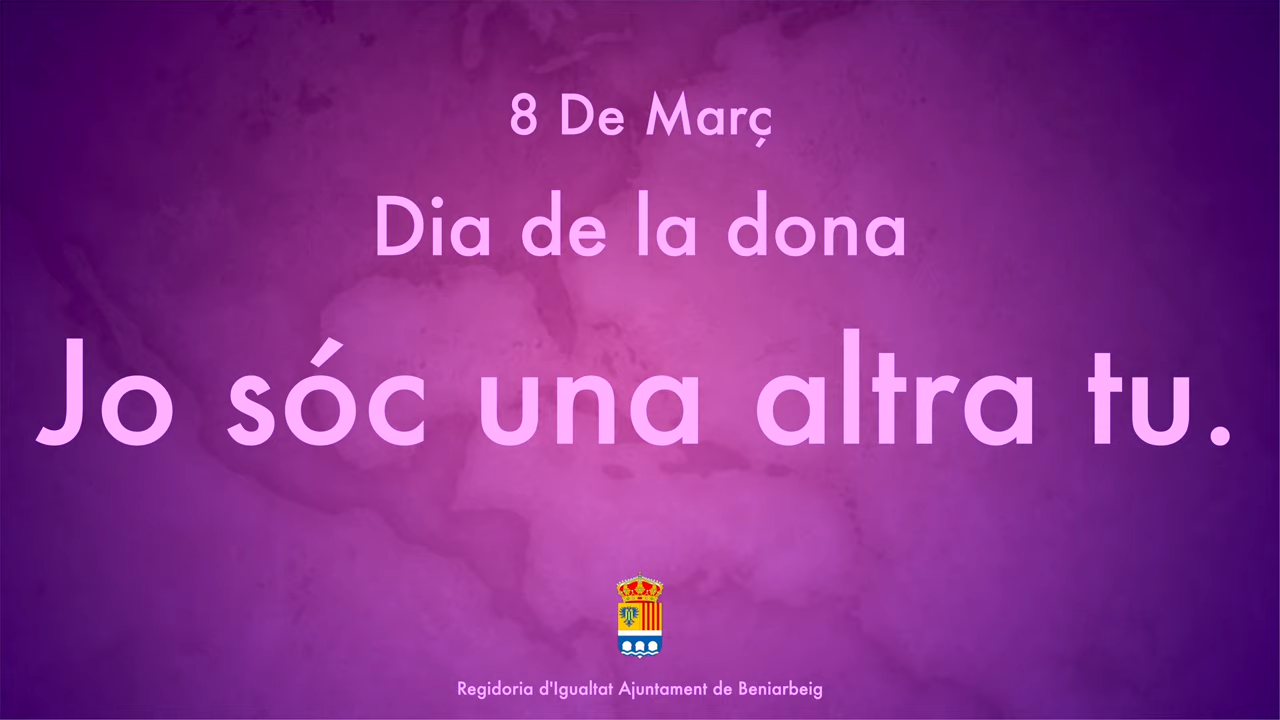 8 De Març
Dia de la dona
Jo sóc una altra tu.
Regidoria d'Igualtat Ajuntament de Beniarbeig